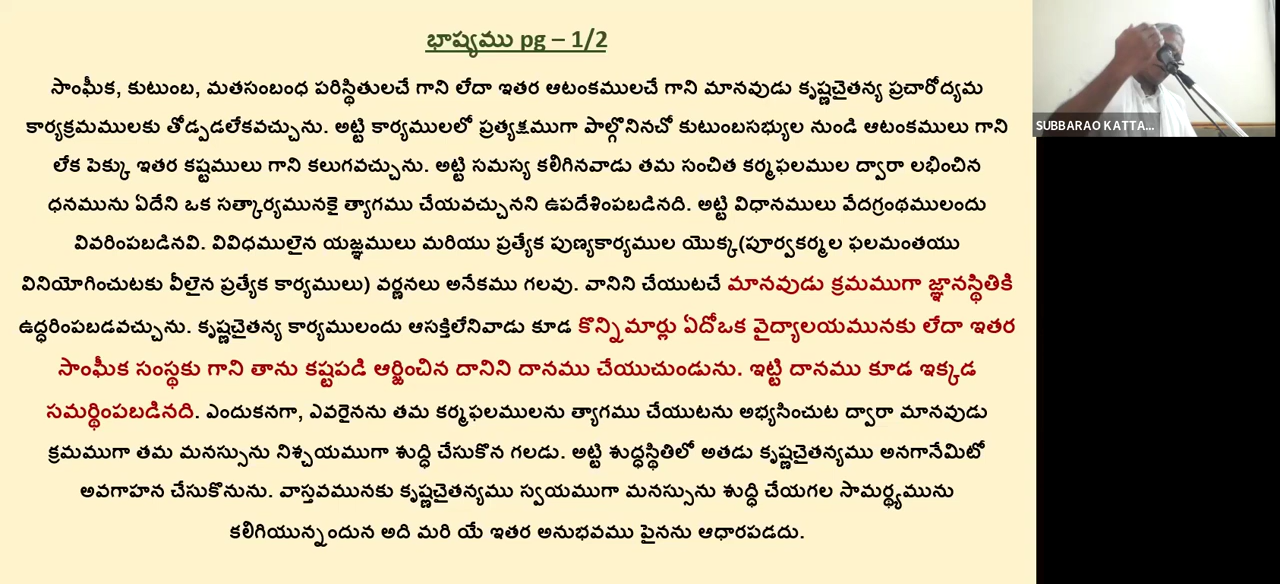 భాష్యము pg – 1/2
సాంఘీక, కుటుంబ, మతసంబంధ పరిస్థితులచే గాని లేదా ఇతర ఆటంకములచే గాని మానవుడు కృష్ణచైతన్య ప్రచారోద్యమ
కార్యక్రమములకు తోడ్పడలేకవచ్చును. అట్టి కార్యములలో ప్రత్యక్షముగా పాల్గొనినచో కుటుంబసభ్యుల నుండి ఆటంకములు గాని
లేక పెక్కు ఇతర కష్టములు గాని కలుగవచ్చును. అట్టి సమస్య కలిగినవాడు తమ సంచిత కర్మఫలముల ద్వారా లభించిన
ధనమును ఏదేని ఒక సత్కార్యమునకై త్యాగము చేయవచ్చునని ఉపదేశింపబడినది. అట్టి విధానములు వేదగ్రంథములందు
వివరింపబడినవి. వివిధములైన యజ్ఞములు మరియు ప్రత్యేక పుణ్యకార్యముల యొక్క(పూర్వకర్మల ఫలమంతయు
వినియోగించుటకు వీలైన ప్రత్యేక కార్యములు) వర్ణనలు అనేకము గలవు. వానిని చేయుటచే మానవుడు క్రమముగా జ్ఞానస్థితికి
ఉద్ధరింపబడవచ్చును. కృష్ణచైతన్య కార్యములందు ఆసక్తిలేనివాడు కూడ కొన్నిమార్లు ఏదోఒక వైద్యాలయమునకు లేదా ఇతర
సాంఘీక సంస్థకు గాని తాను కష్టపడి ఆర్జించిన దానిని దానము చేయుచుండును. ఇట్టి దానము కూడ ఇక్కడ
సమర్థింపబడినది. ఎందుకనగా, ఎవరైనను తమ కర్మఫలములను త్యాగము చేయుటను అభ్యసించుట ద్వారా మానవుడు
క్రమముగా తమ మనస్సును నిశ్చయముగా శుద్ధి చేసుకొన గలడు. అట్టి శుద్ధస్థితిలో అతడు కృష్ణచైతన్యము అనగానేమిటో
అవగాహన చేసుకొనును. వాస్తవమునకు కృష్ణచైతన్యము స్వయముగా మనస్సును శుద్ధి చేయగల సామర్థ్యమును
కలిగియున్నందున అది మరి యే ఇతర అనుభవము పైనను ఆధారపడదు.
SUBBARAO KATTA...